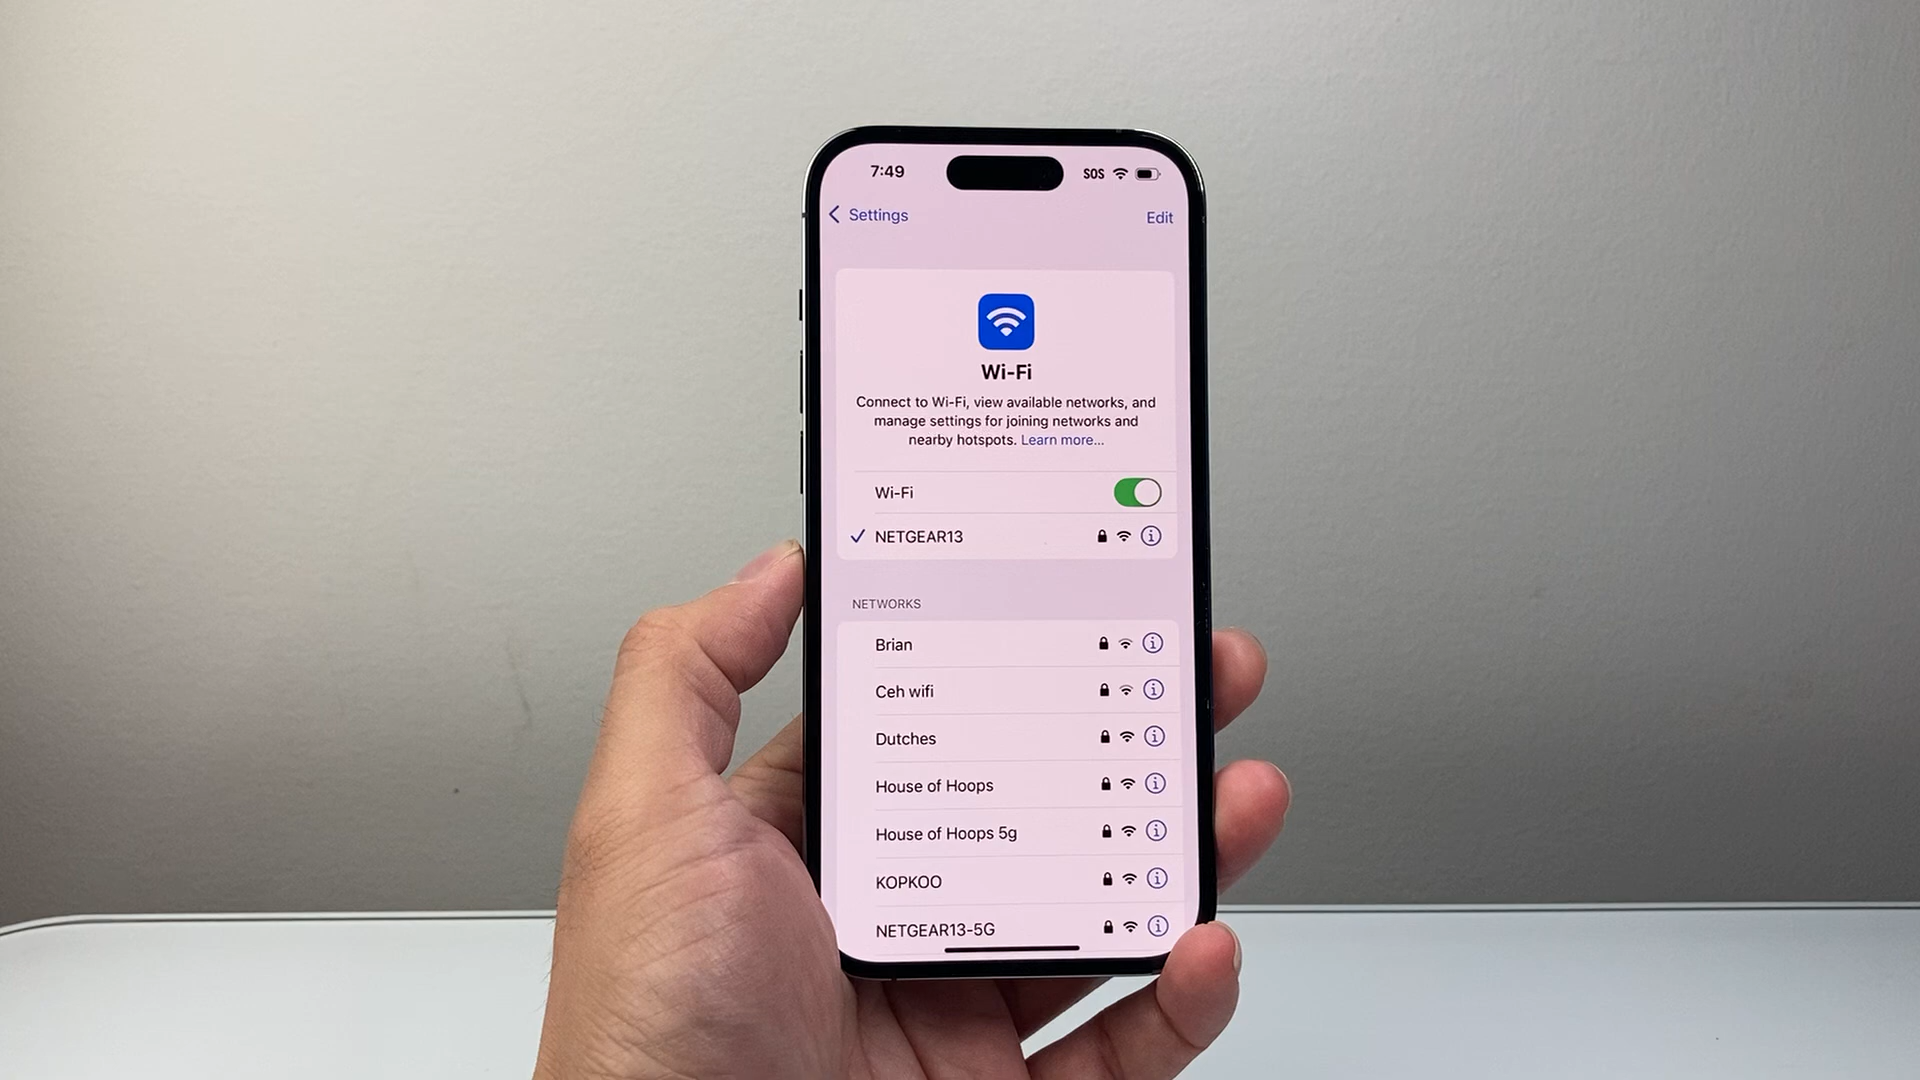 7:49 SOS
Settings Edit
Wi-Fi
Connect to Wi-Fi, view available networks, and
manage settings for joining networks and
nearby hotspots. Learn more...
Wi-Fi
NETGEAR13
NETWORKS
Brian
Ceh wifi
Dutches
House of Hoops
House of Hoops 5g
KOPKOO
NETGEAR13-5G